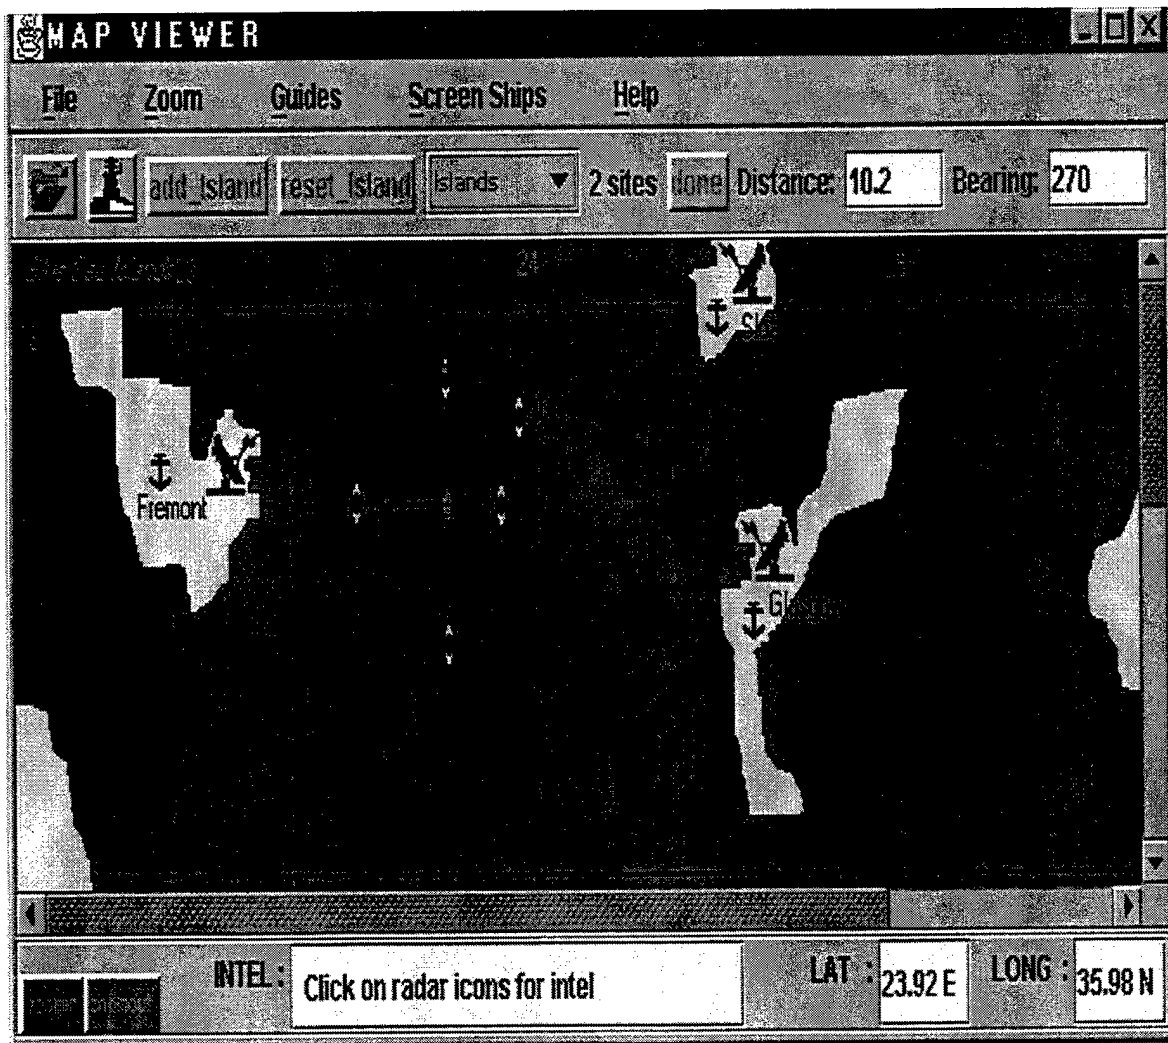 MAP VIEWER
File Zoom Guides Screen Ships Help
add_Island reset_Island Islands 2 sites done Distance: 10.2 Bearing: 270
24
Fremont
INTEL : Click on radar icons for intel LAT : 23.92 E LONG : 35.98 N